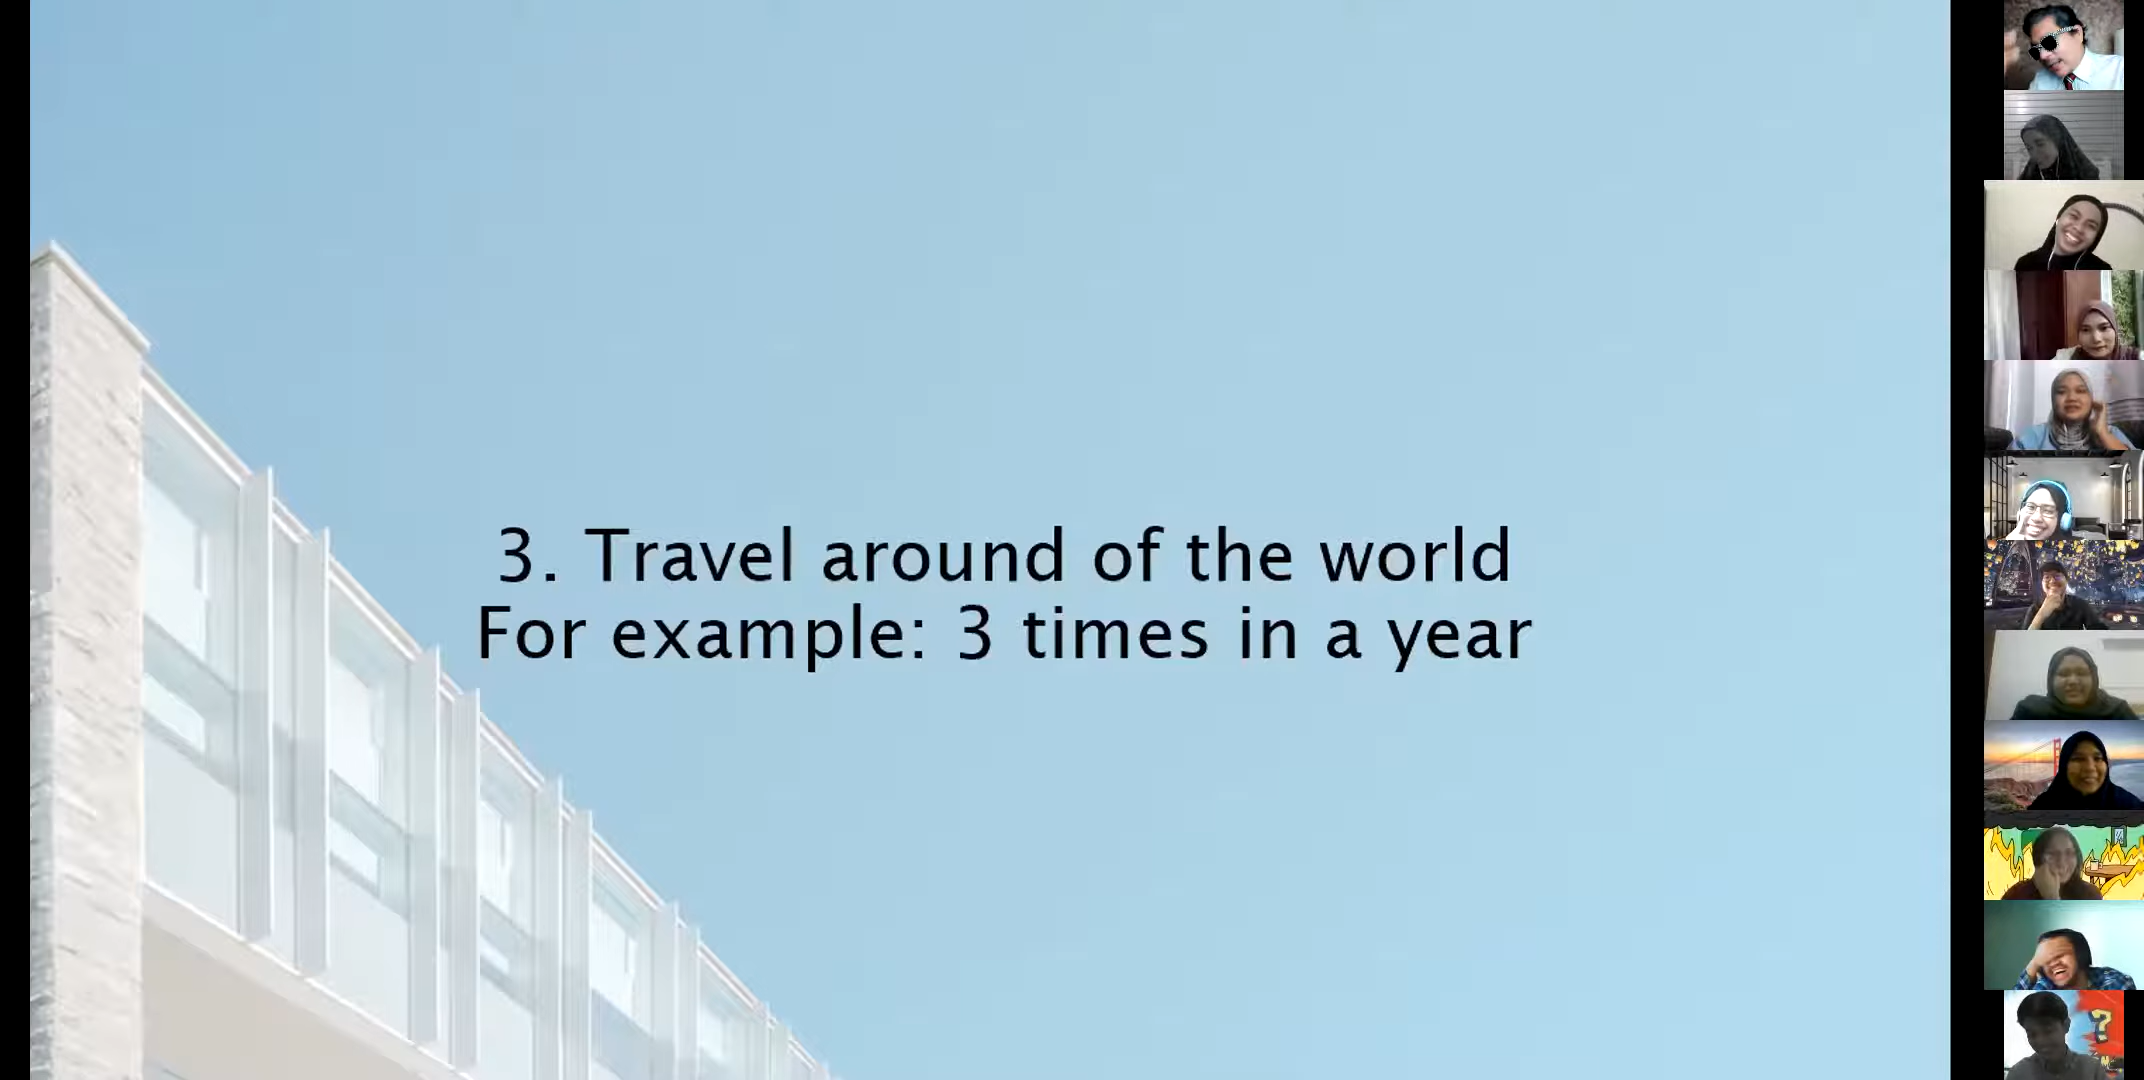 3. Travel around of the world
For example: 3 times in a year
?